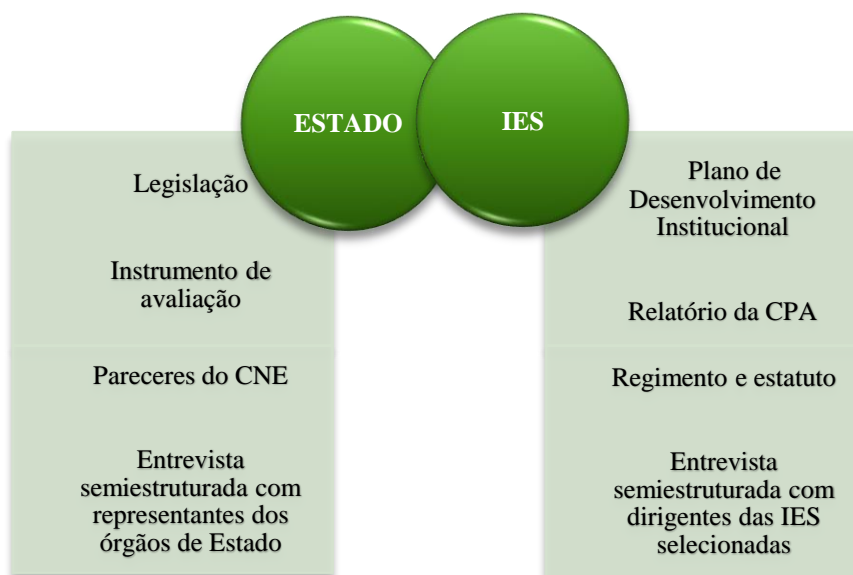 ESTADO
IES
Legislação
Instrumento de
avaliação
Pareceres do CNE
Entrevista
semiestruturada com
representantes dos
órgãos de Estado
Plano de
Desenvolvimento
Institucional
Relatório da CPA
Regimento e estatuto
Entrevista
semiestruturada com
dirigentes das IES
selecionadas